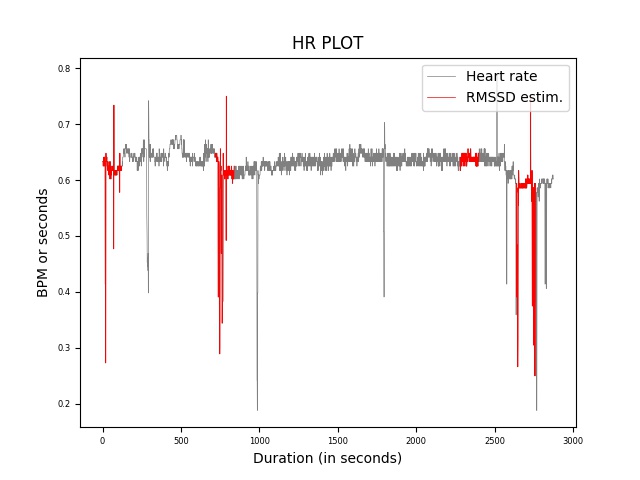 HR PLOT
Heart rate
RMSSD estim.
BPM or seconds
0.8
0.7
0.6
0.5
0.4
0.3
0.2
0 500 1000 1500 2000 2500 3000
Duration (in seconds)